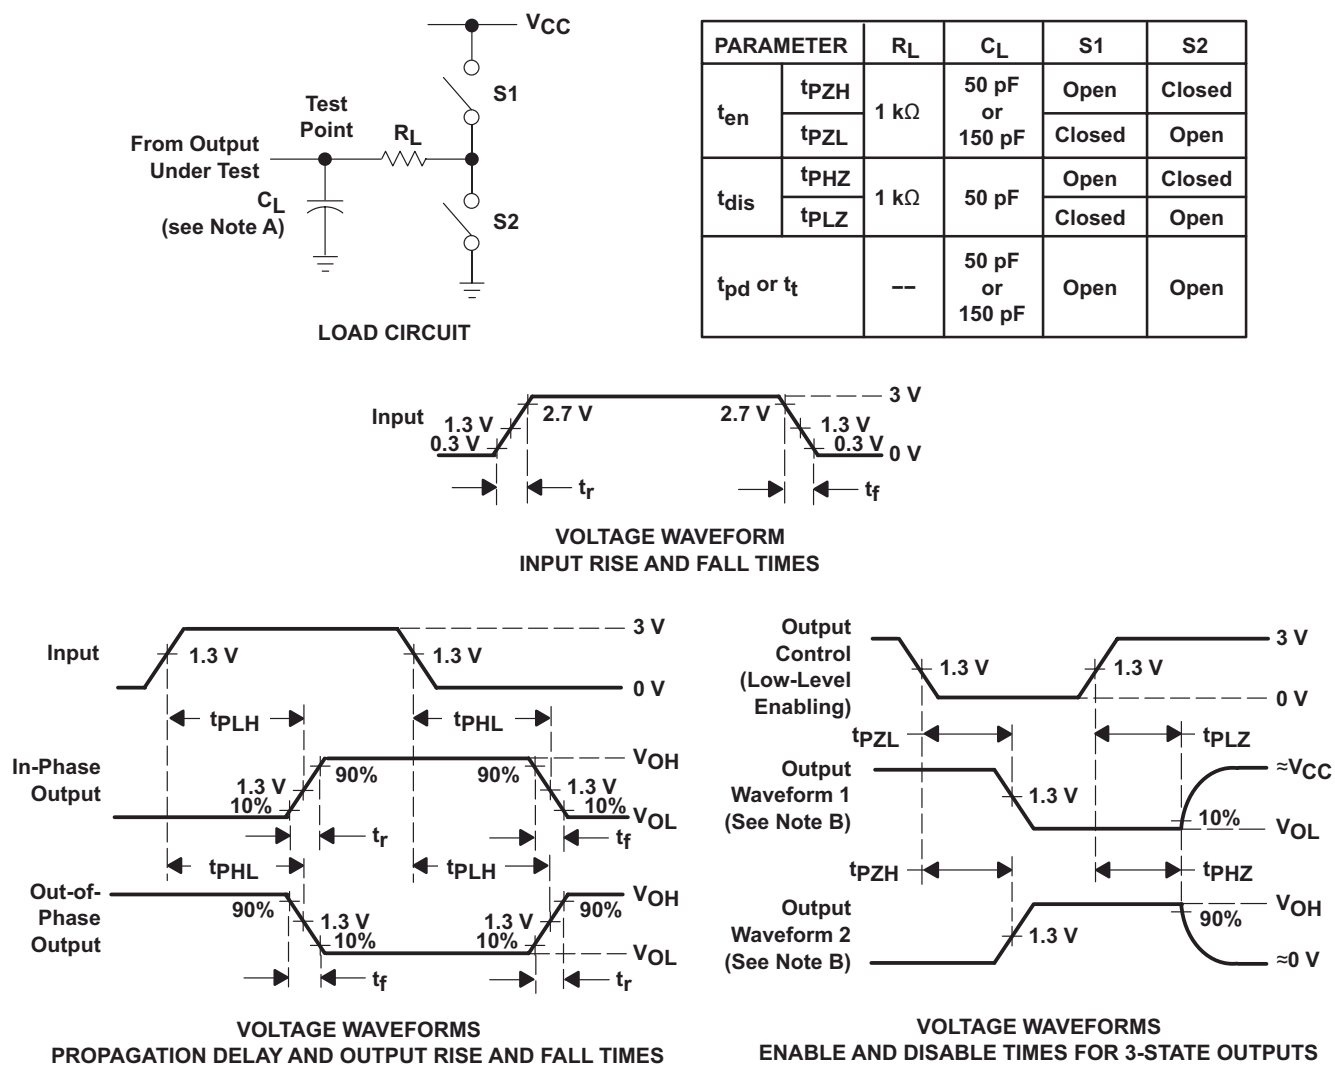 VCC
S1
Test
Point
RL
From Output
Under Test
CL
(see Note A)
S2
LOAD CIRCUIT
PARAMETER RL CL S1 S2
ten tPZH 1 kΩ 50 pF or 150 pF Open Closed
tPZL Closed Open
tdis tPHZ 1 kΩ 50 pF Open Closed
tPLZ Closed Open
tpd or tt −− 50 pF or 150 pF Open Open
Input
1.3 V
0.3 V
2.7 V
2.7 V
3 V
1.3 V
0.3 V
0 V
tr
tf
VOLTAGE WAVEFORM
INPUT RISE AND FALL TIMES
Input
1.3 V
1.3 V
3 V
0 V
tPLH
tPHL
In-Phase
Output
1.3 V
10%
90%
90%
1.3 V
10%
VOH
VOL
tr
tf
tPHL
tPLH
Out-of-
Phase
Output
90%
1.3 V
10%
1.3 V
10%
90%
VOH
VOL
tf
tr
VOLTAGE WAVEFORMS
PROPAGATION DELAY AND OUTPUT RISE AND FALL TIMES
Output
Control
(Low-Level
Enabling)
1.3 V
1.3 V
3 V
0 V
tPZL
tPLZ
Output
Waveform 1
(See Note B)
1.3 V
10%
≈VCC
VOL
tPZH
tPHZ
Output
Waveform 2
(See Note B)
1.3 V
90%
VOH
≈0 V
VOLTAGE WAVEFORMS
ENABLE AND DISABLE TIMES FOR 3-STATE OUTPUTS